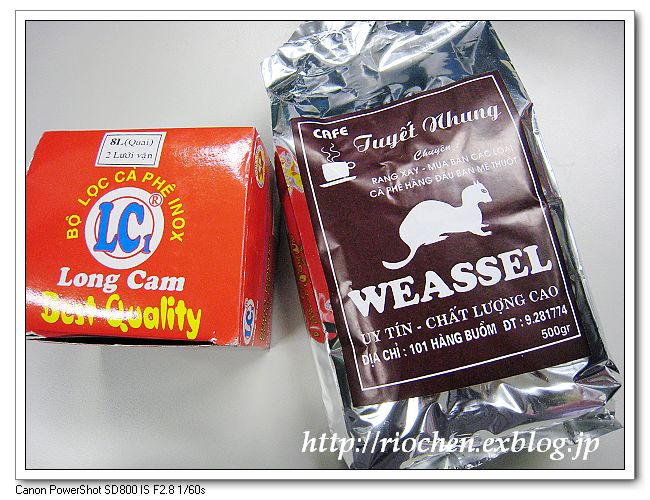 8L(Quai)
2 Lưới vặn
BỘ LỌC CÀ PHÊ INOX
LC1®
Long Cam
Best Quality
LC
CAFE
Tuyết Nhung
Chuyên
RANG XAY - MUA BÁN CÁC LOẠI
CÀ PHÊ HÀNG ĐẦU BAN MÊ THUỘT
WEASSEL
UY TÍN - CHẤT LƯỢNG CAO
ĐỊA CHỈ : 101 HÀNG BUỒM ĐT : 9.281774
500gr
http://riochen.exblog.jp
Canon PowerShot SD800 IS F2.8 1/60s